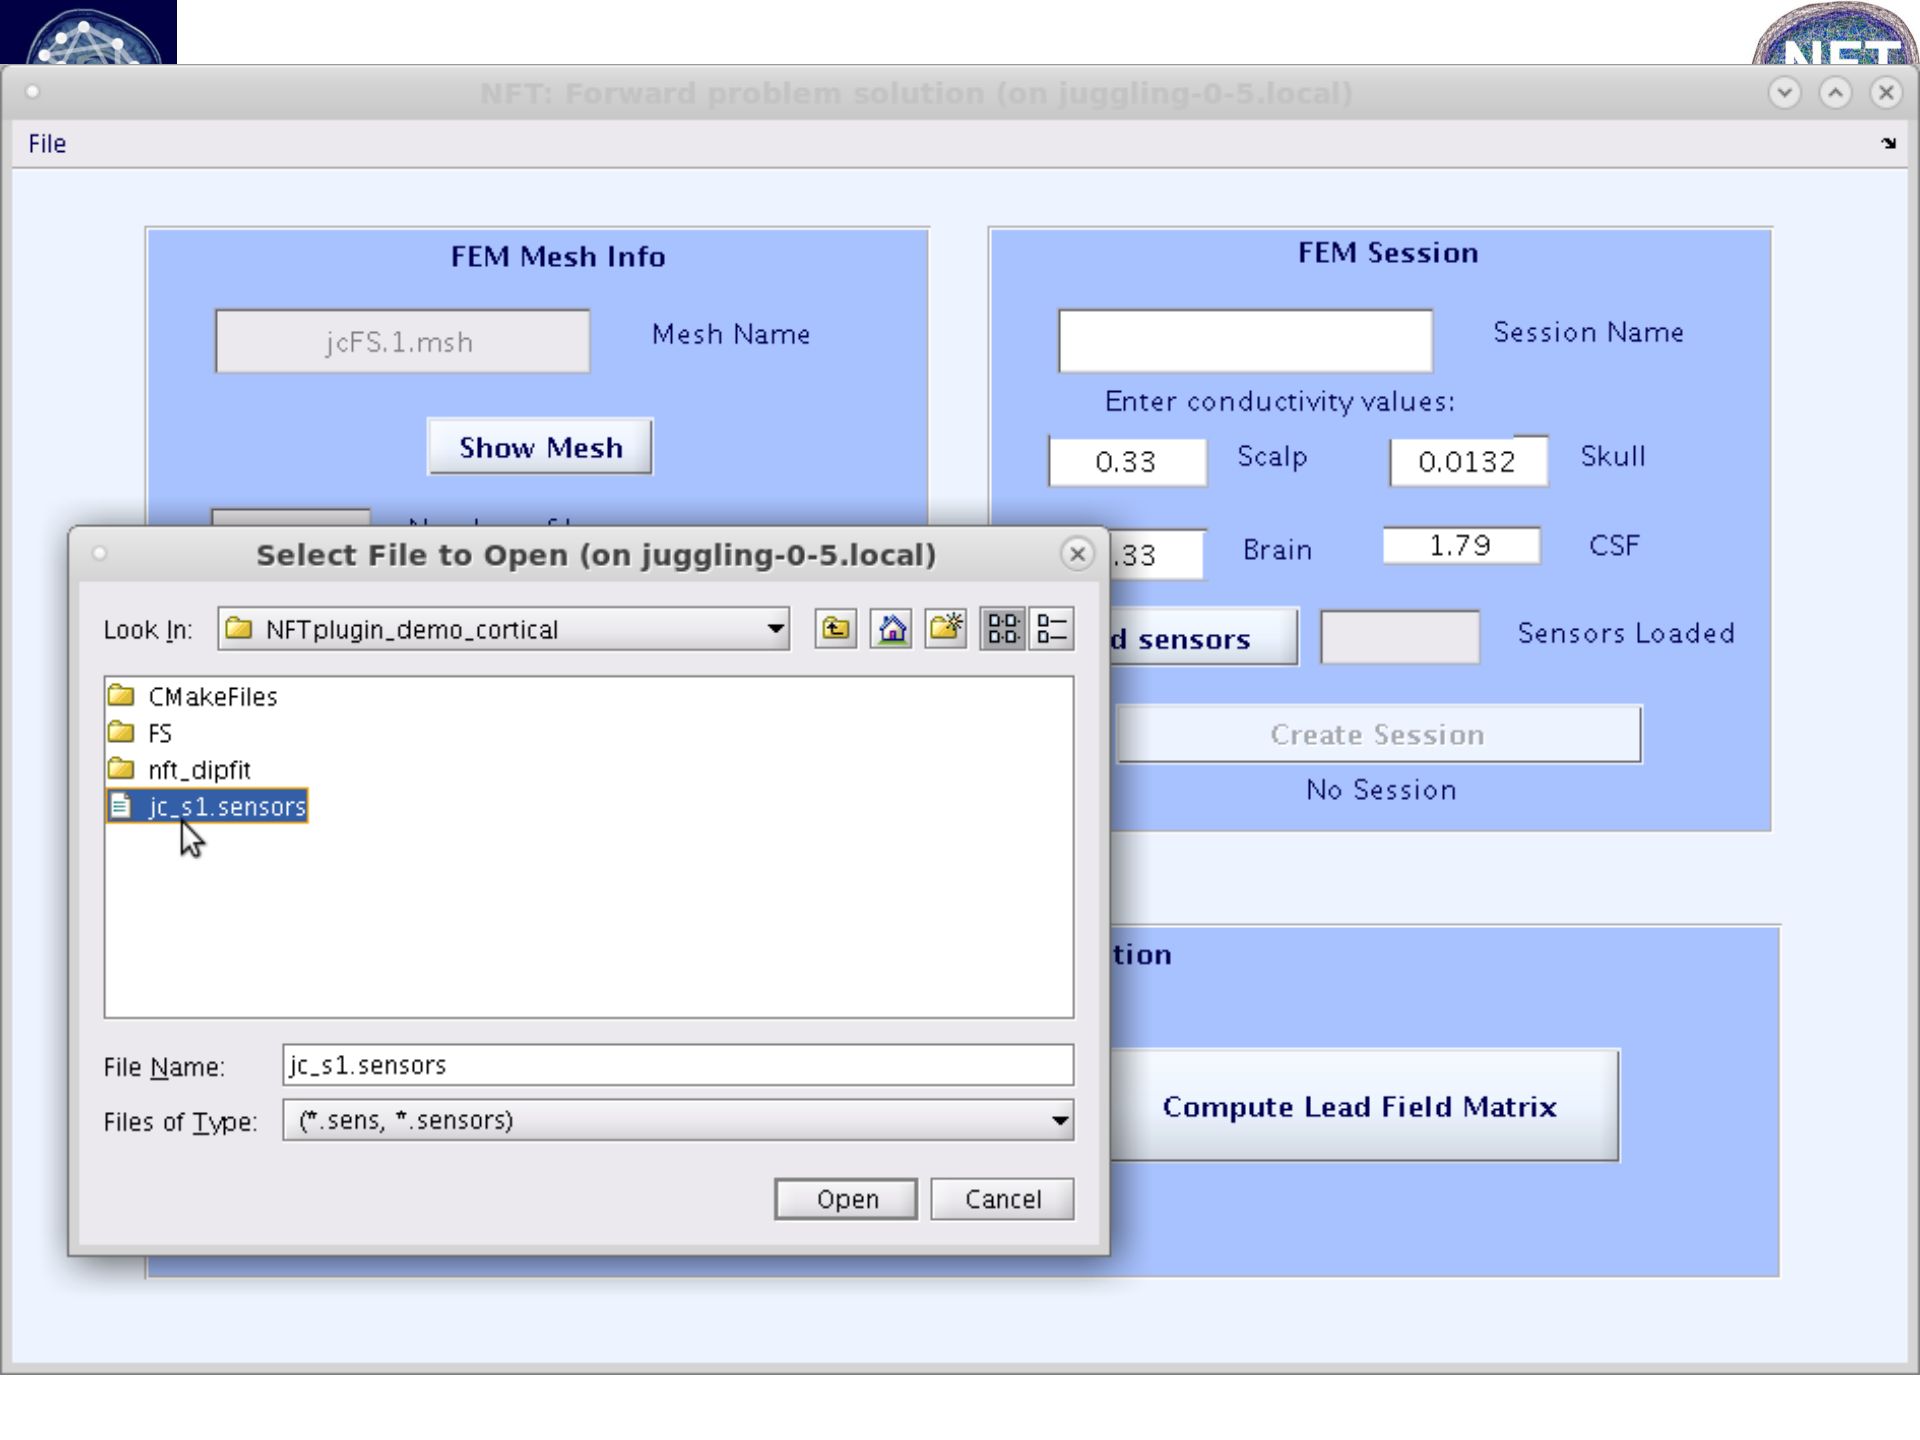 NFT
NFT: Forward problem solution (on juggling-0-5.local)
File
FEM Mesh Info
jcFS.1.msh
Mesh Name
Show Mesh
FEM Session
Session Name
Enter conductivity values:
0.33
Scalp
0.0132
Skull
.33
Brain
1.79
CSF
d sensors
Sensors Loaded
Create Session
No Session
tion
Compute Lead Field Matrix
Select File to Open (on juggling-0-5.local)
Look In:
NFTplugin_demo_cortical
CMakeFiles
FS
nft_dipfit
jc_s1.sensors
File Name:
jc_s1.sensors
Files of Type:
(*.sens, *.sensors)
Open
Cancel